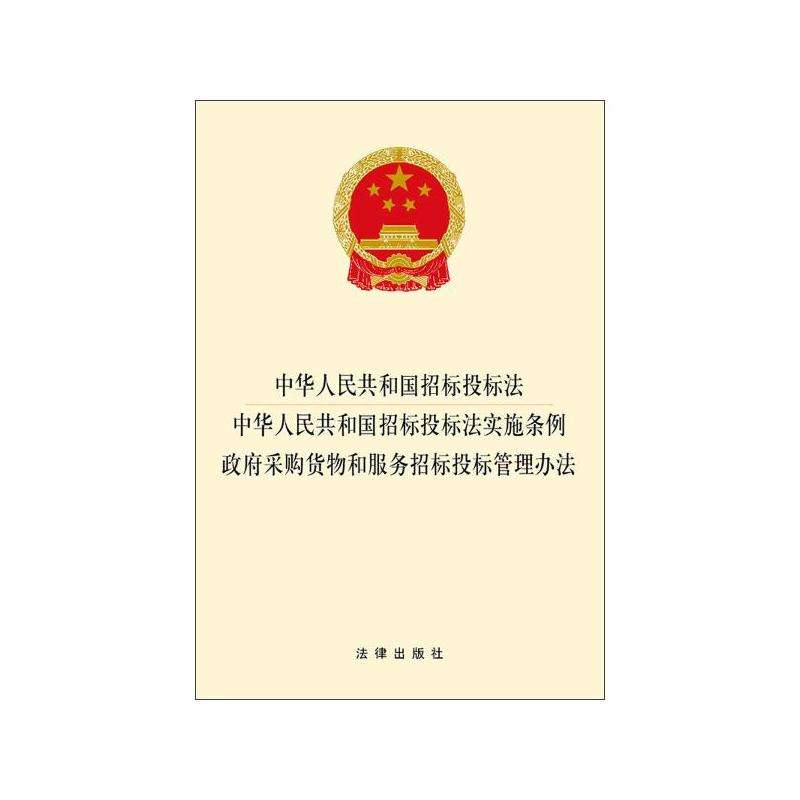 中华人民共和国招标投标法
中华人民共和国招标投标法实施条例
政府采购货物和服务招标投标管理办法
法律出版社